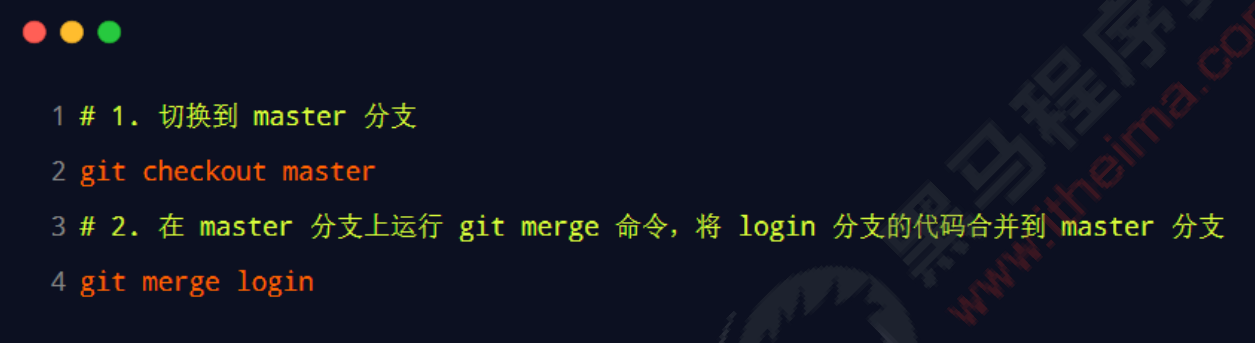 1 # 1. 切换到 master 分支
2 git checkout master
3 # 2. 在 master 分支上运行 git merge 命令，将 login 分支的代码合并到 master 分支
4 git merge login
黑马程序
www.itheima.com